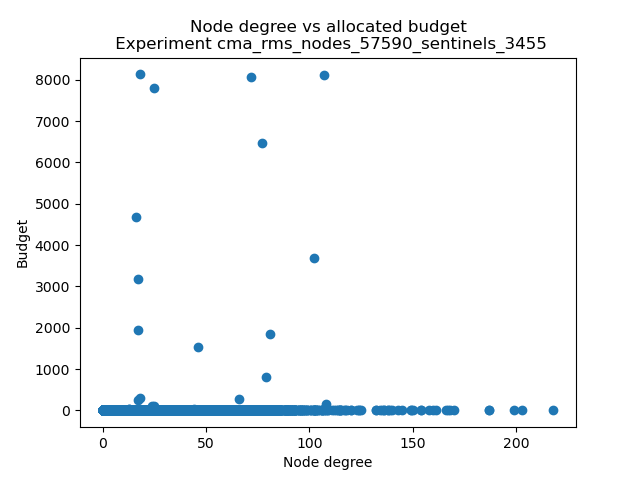 Node degree vs allocated budget
Experiment cma_rms_nodes_57590_sentinels_3455
8000
7000
6000
5000
4000
3000
2000
1000
0
Budget
0 50 100 150 200
Node degree